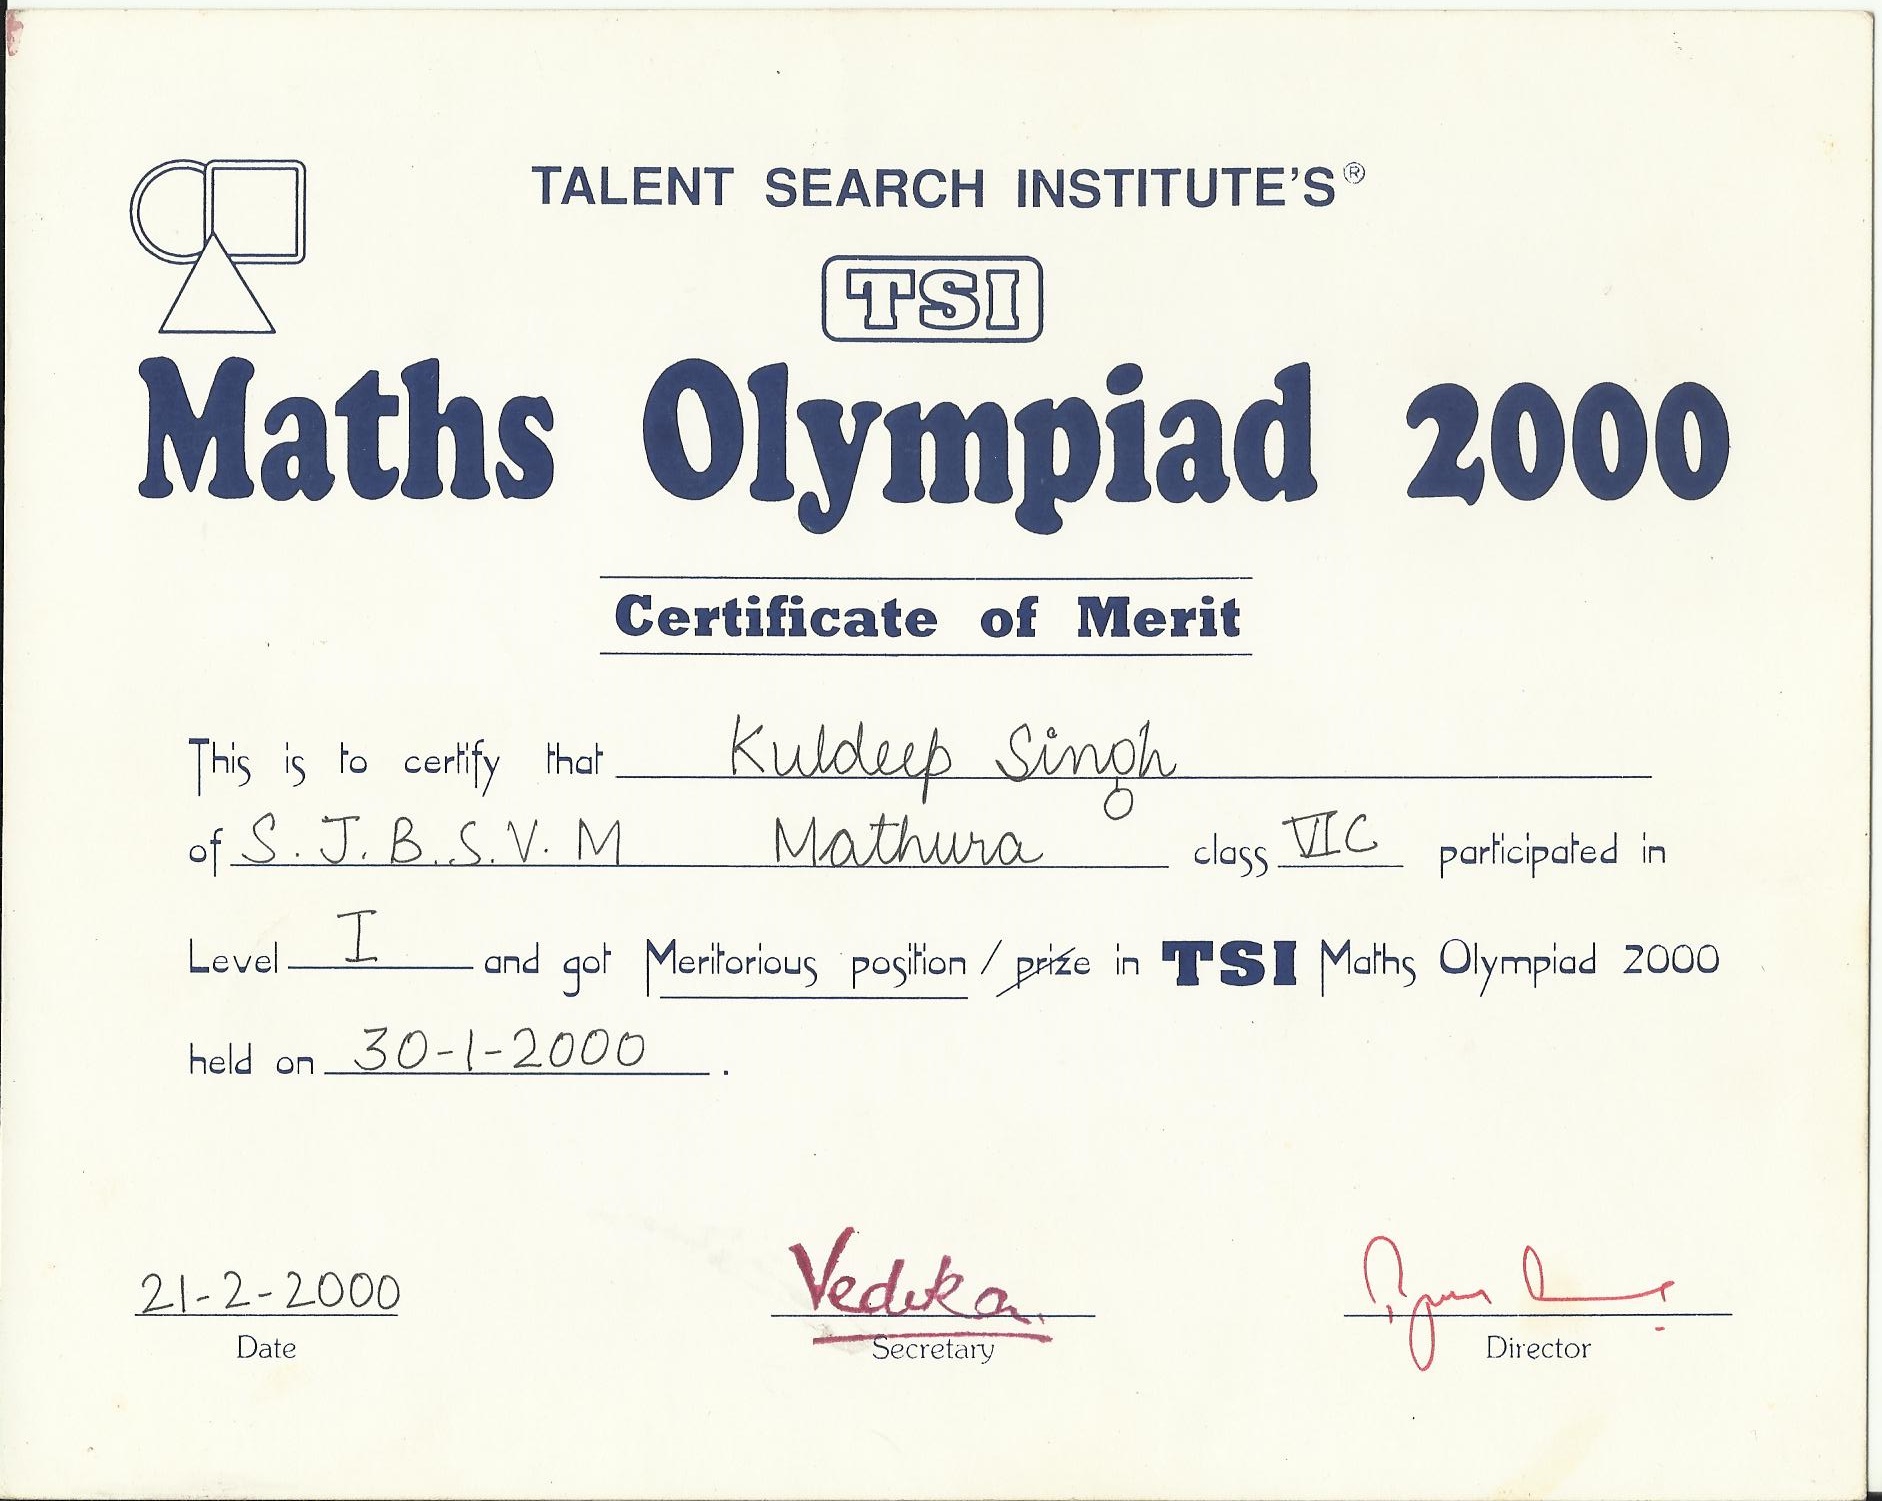 TALENT SEARCH INSTITUTE'S®
TSI
Maths Olympiad 2000
Certificate of Merit
This is to certify that Kuldeep Singh
of S. J. B. S. V. M Mathura class VI C participated in
Level I and got Meritorious position / prize in TSI Maths Olympiad 2000
held on 30-1-2000.
21-2-2000 Vedika
Date Secretary Director